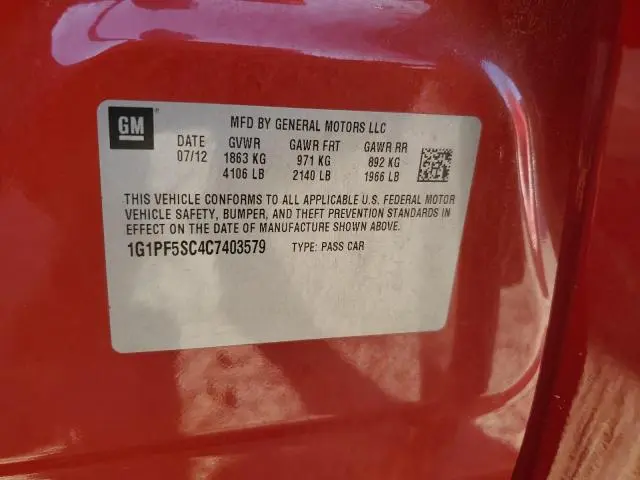 GM
MFD BY GENERAL MOTORS LLC
DATE GVWR GAWR FRT GAWR RR
07/12 1863 KG 971 KG 892 KG
4106 LB 2140 LB 1966 LB
THIS VEHICLE CONFORMS TO ALL APPLICABLE U.S. FEDERAL MOTOR
VEHICLE SAFETY, BUMPER, AND THEFT PREVENTION STANDARDS IN
EFFECT ON THE DATE OF MANUFACTURE SHOWN ABOVE.
1G1PF5SC4C7403579 TYPE: PASS CAR